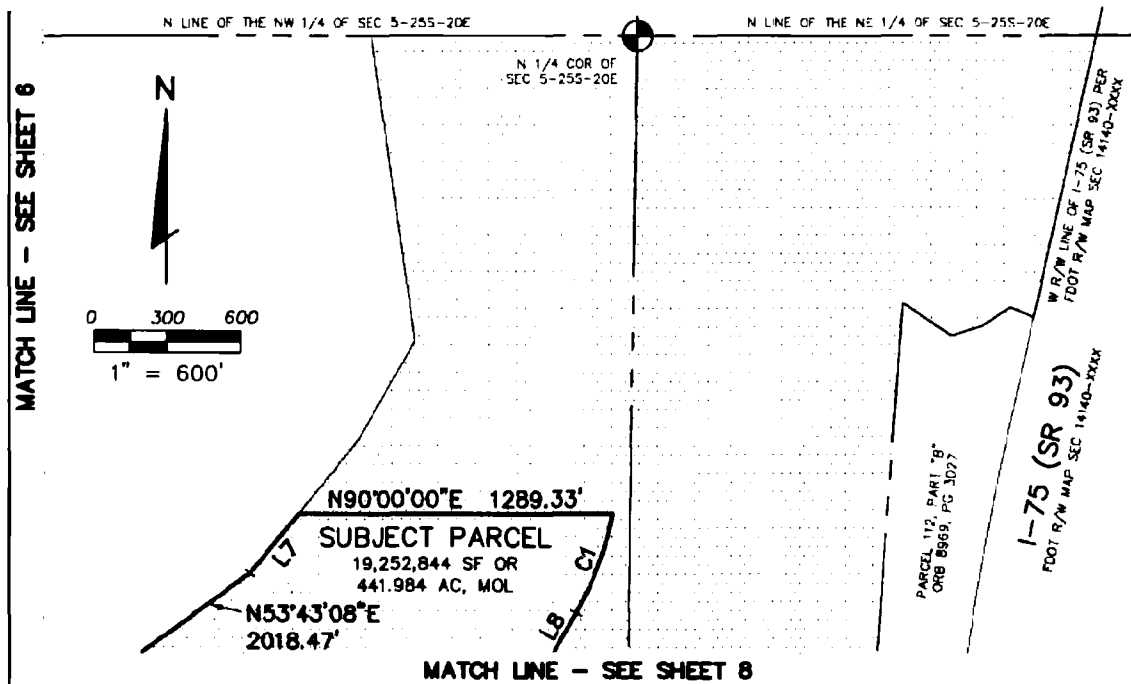 N LINE OF THE NW 1/4 OF SEC 5-25S-20E
N LINE OF THE NE 1/4 OF SEC 5-25S-20E
N 1/4 COR OF
SEC 5-25S-20E
MATCH LINE - SEE SHEET 6
N
0 300 600
1" = 600'
W R/W LINE OF I-75 (SR 93) PER
FDOT R/W MAP SEC 14140-XXXX
I-75 (SR 93)
FDOT R/W MAP SEC 14140-XXXX
PARCEL 112, PART "B"
ORB 8969, PG 3027
N90°00'00"E 1289.33'
SUBJECT PARCEL
19,252,844 SF OR
441.984 AC, MOL
L7
C1
L8
N53°43'08"E
2018.47'
MATCH LINE - SEE SHEET 8